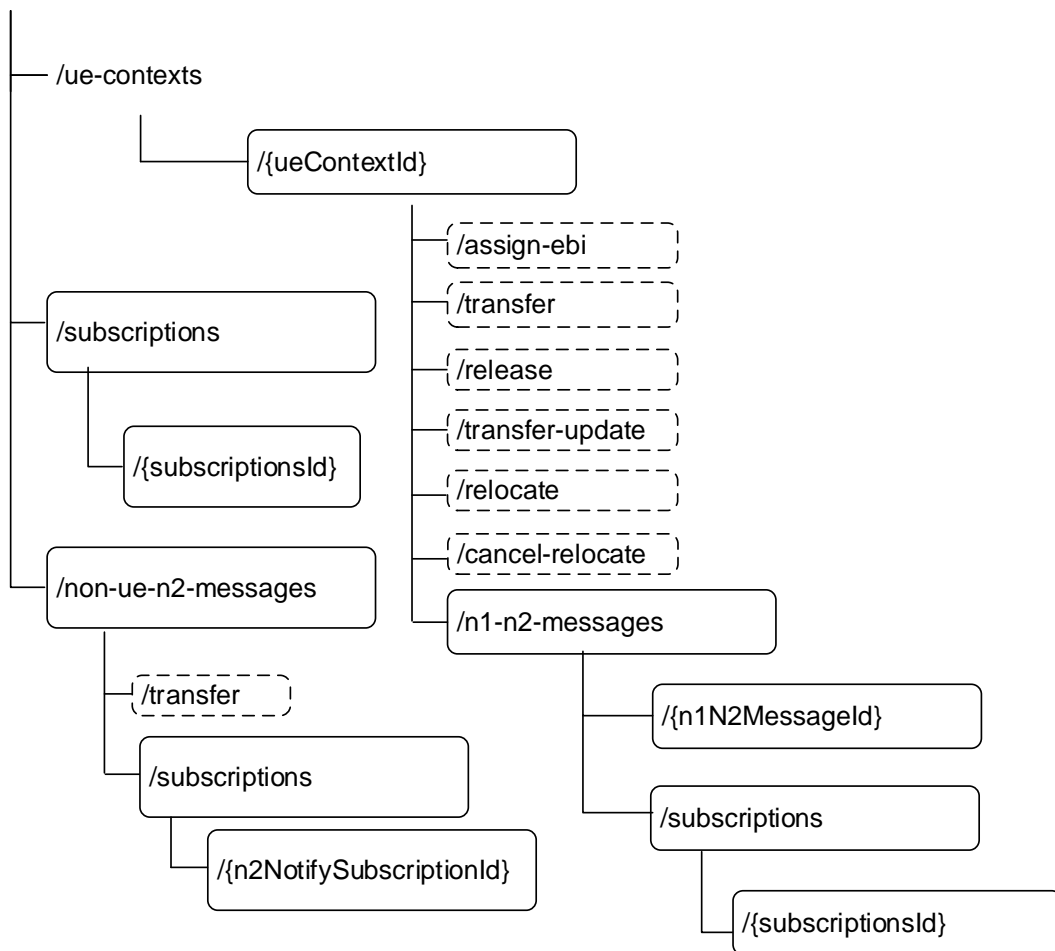 /ue-contexts
/{ueContextId}
/assign-ebi
/transfer
/release
/transfer-update
/relocate
/cancel-relocate
/n1-n2-messages
/{n1N2MessageId}
/subscriptions
/{subscriptionsId}
/subscriptions
/{subscriptionsId}
/non-ue-n2-messages
/transfer
/subscriptions
/{n2NotifySubscriptionId}